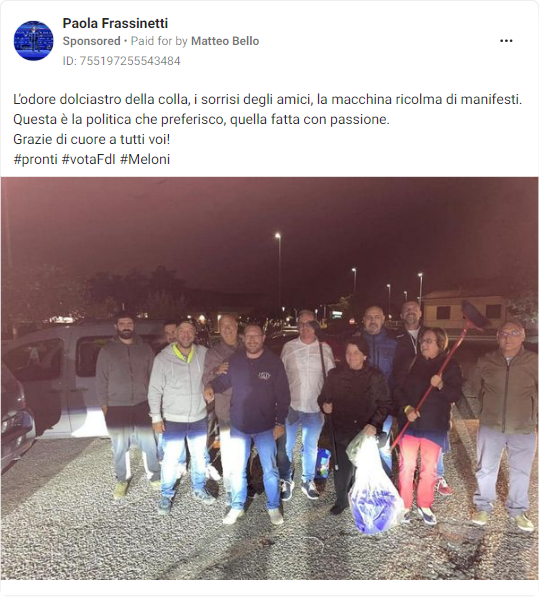 Paola Frassinetti
Sponsored • Paid for by Matteo Bello
ID: 755197255543484
L'odore dolciastro della colla, i sorrisi degli amici, la macchina ricolma di manifesti.
Questa è la politica che preferisco, quella fatta con passione.
Grazie di cuore a tutti voi!
#pronti #votaFdI #Meloni